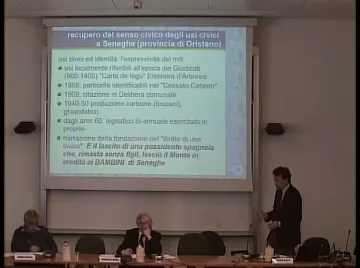 recupero del senso civico degli usi civici
a Seneghe (provincia di Oristano)
usi civici ed identità: l'espressività dei miti
usi localmente riferibili all'epoca dei Giudicati
(900-1400) "Carta de logu" Eleonora d'Arborea
particelle identificabili nel "Cessato Catasto"
1909, citazione in Delibera comunale
1940-50 produzione carbone (toscani),
ghiandatico
dagli anni 60, legnatico bi-annuale esercitato in
proprio
narrazione della fondazione del "diritto di uso
civico": E il lascito di una possidente spagnola
che, rimasta senza figli, lasciò il Monte in
eredità ai BAMBINI di Seneghe